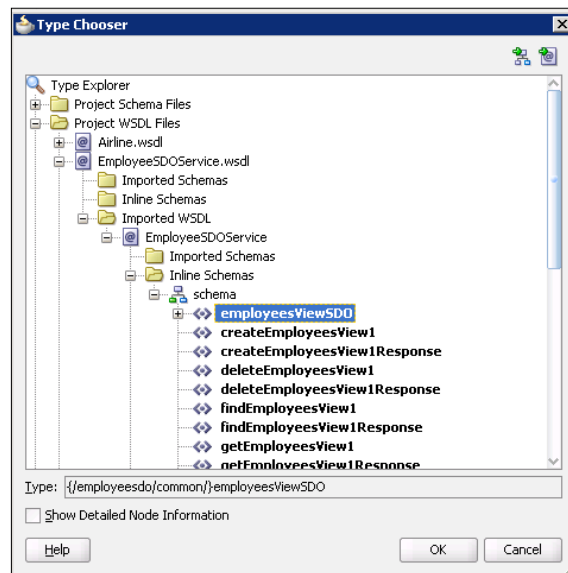 Type Chooser
Type Explorer
Project Schema Files
Project WSDL Files
Airline.wsdl
EmployeeSDOService.wsdl
Imported Schemas
Inline Schemas
Imported WSDL
EmployeeSDOService
Imported Schemas
Inline Schemas
schema
employeesViewSDO
createEmployeesView1
createEmployeesView1Response
deleteEmployeesView1
deleteEmployeesView1Response
findEmployeesView1
findEmployeesView1Response
getEmployeesView1
getEmployeesView1Response
Type: {/employeesdo/common/}employeesViewSDO
Show Detailed Node Information
Help OK Cancel